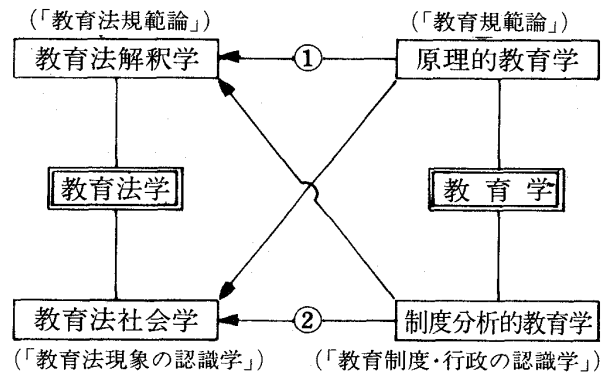 (「教育法規範論」)
(「教育規範論」)
教育法解釈学
①
原理的教育学
教育法学
教育学
教育法社会学
②
制度分析的教育学
(「教育法現象の認識学」)
(「教育制度・行政の認識学」)